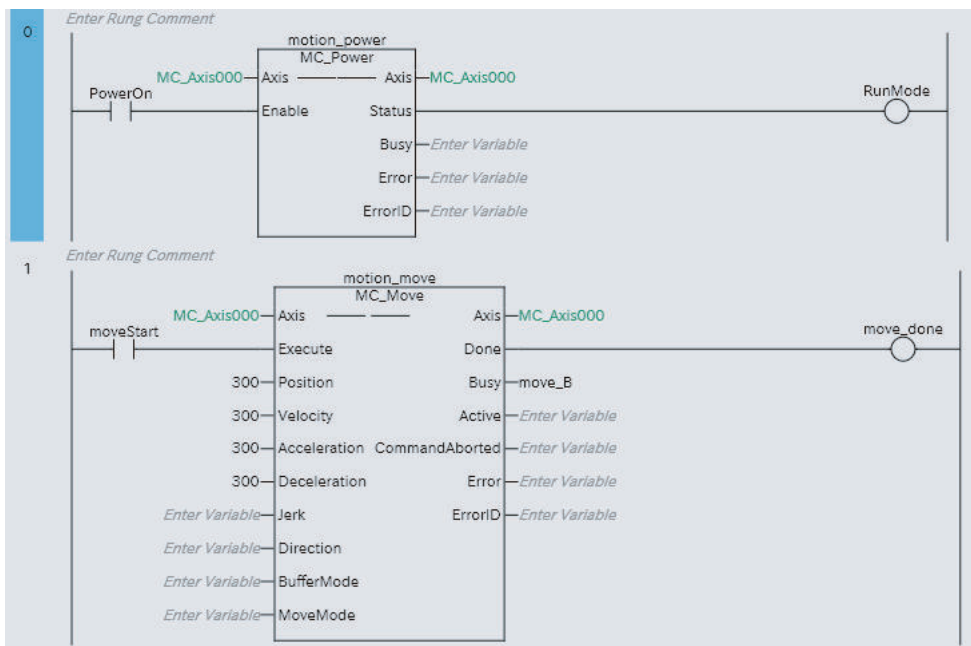 Enter Rung Comment
0
motion_power
MC_Power
MC_Axis000 Axis Axis MC_Axis000
PowerOn RunMode
Enable Status
Busy Enter Variable
Error Enter Variable
ErrorID Enter Variable
Enter Rung Comment
1
motion_move
MC_Move
MC_Axis000 Axis Axis MC_Axis000
moveStart move_done
Execute Done
300 Position Busy move_B
300 Velocity Active Enter Variable
300 Acceleration CommandAborted Enter Variable
300 Deceleration Error Enter Variable
Enter Variable Jerk ErrorID Enter Variable
Enter Variable Direction
Enter Variable BufferMode
Enter Variable MoveMode